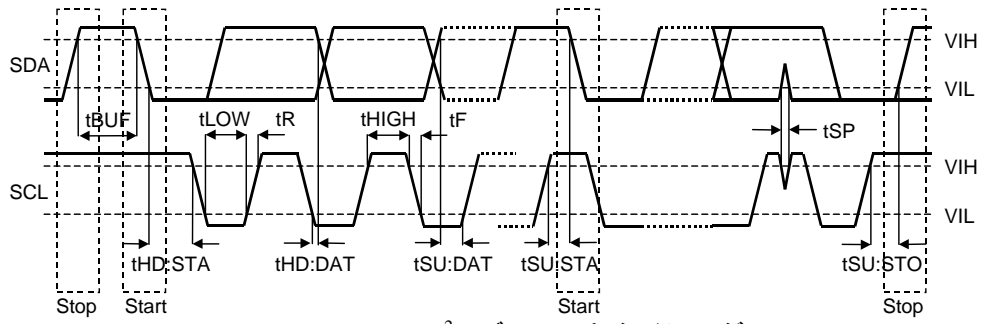 SDA
VIH
VIL
tBUF
tLOW
tR
tHIGH
tF
tSP
SCL
VIH
VIL
tHD:STA
tHD:DAT
tSU:DAT
tSU:STA
tSU:STO
Stop
Start
Start
Stop